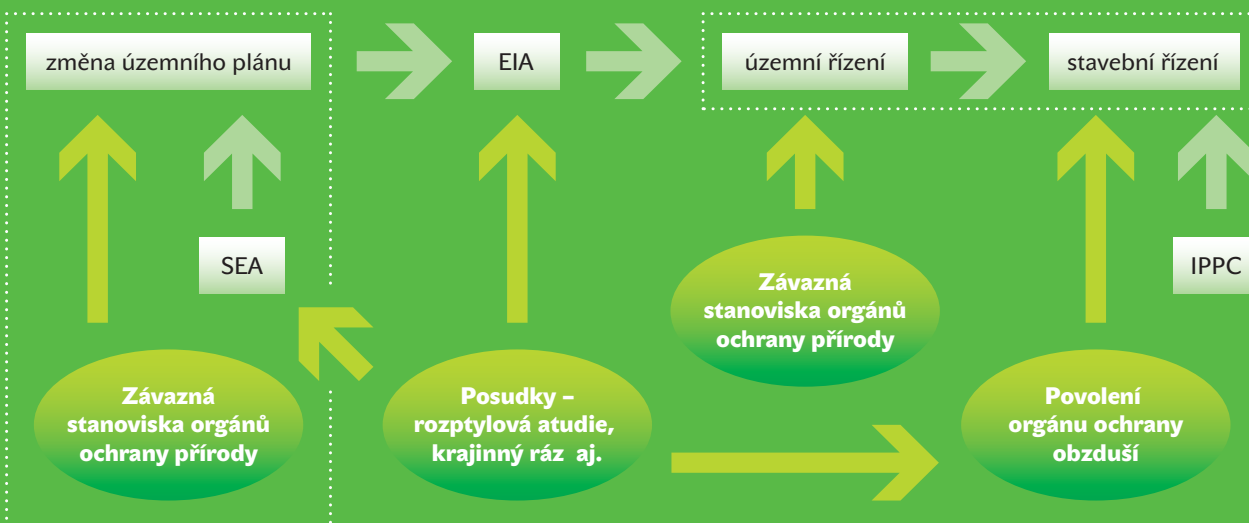 změna územního plánu
EIA
územní řízení
stavební řízení
SEA
IPPC
Závazná
stanoviska orgánů
ochrany přírody
Závazná
stanoviska orgánů
ochrany přírody
Posudky –
rozptylová atudie,
krajinný ráz aj.
Povolení
orgánu ochrany
obzduší